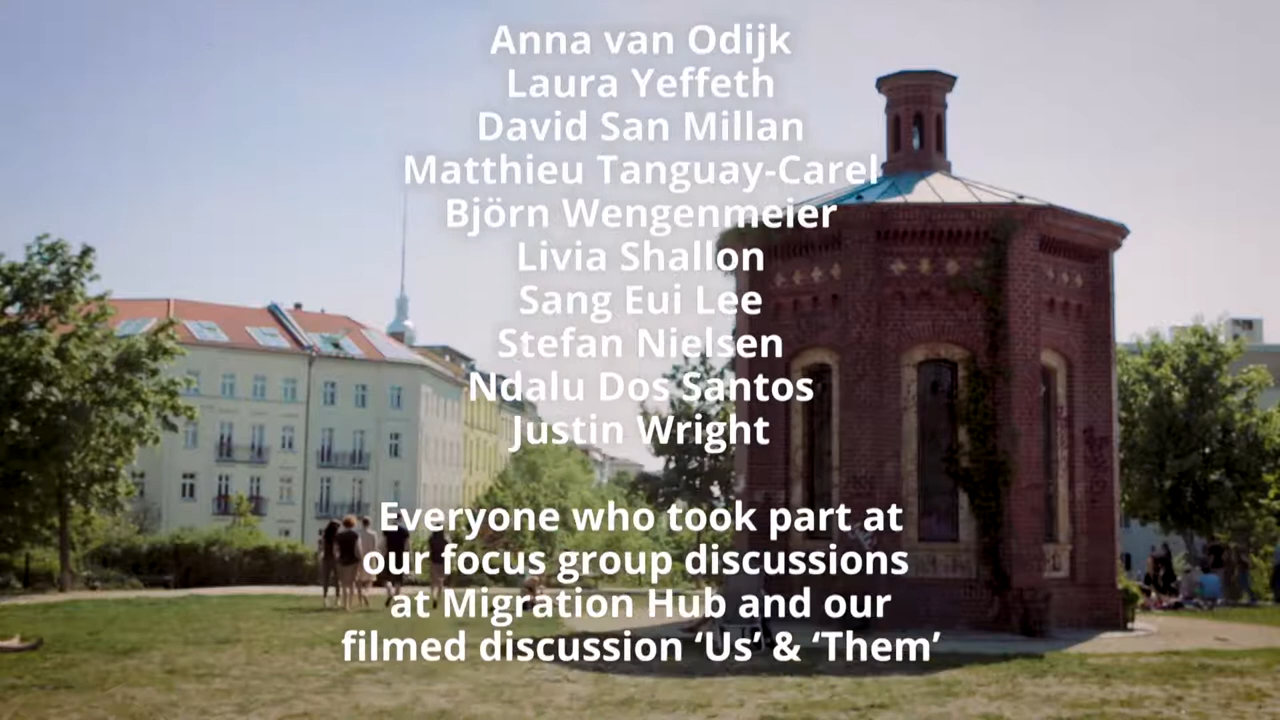 Anna van Odijk
Laura Yeffeth
David San Millan
Matthieu Tanguay-Carel
Björn Wengenmeier
Livia Shallon
Sang Eui Lee
Stefan Nielsen
Ndalu Dos Santos
Justin Wright
Everyone who took part at
our focus group discussions
at Migration Hub and our
filmed discussion ‘Us’ & ‘Them’